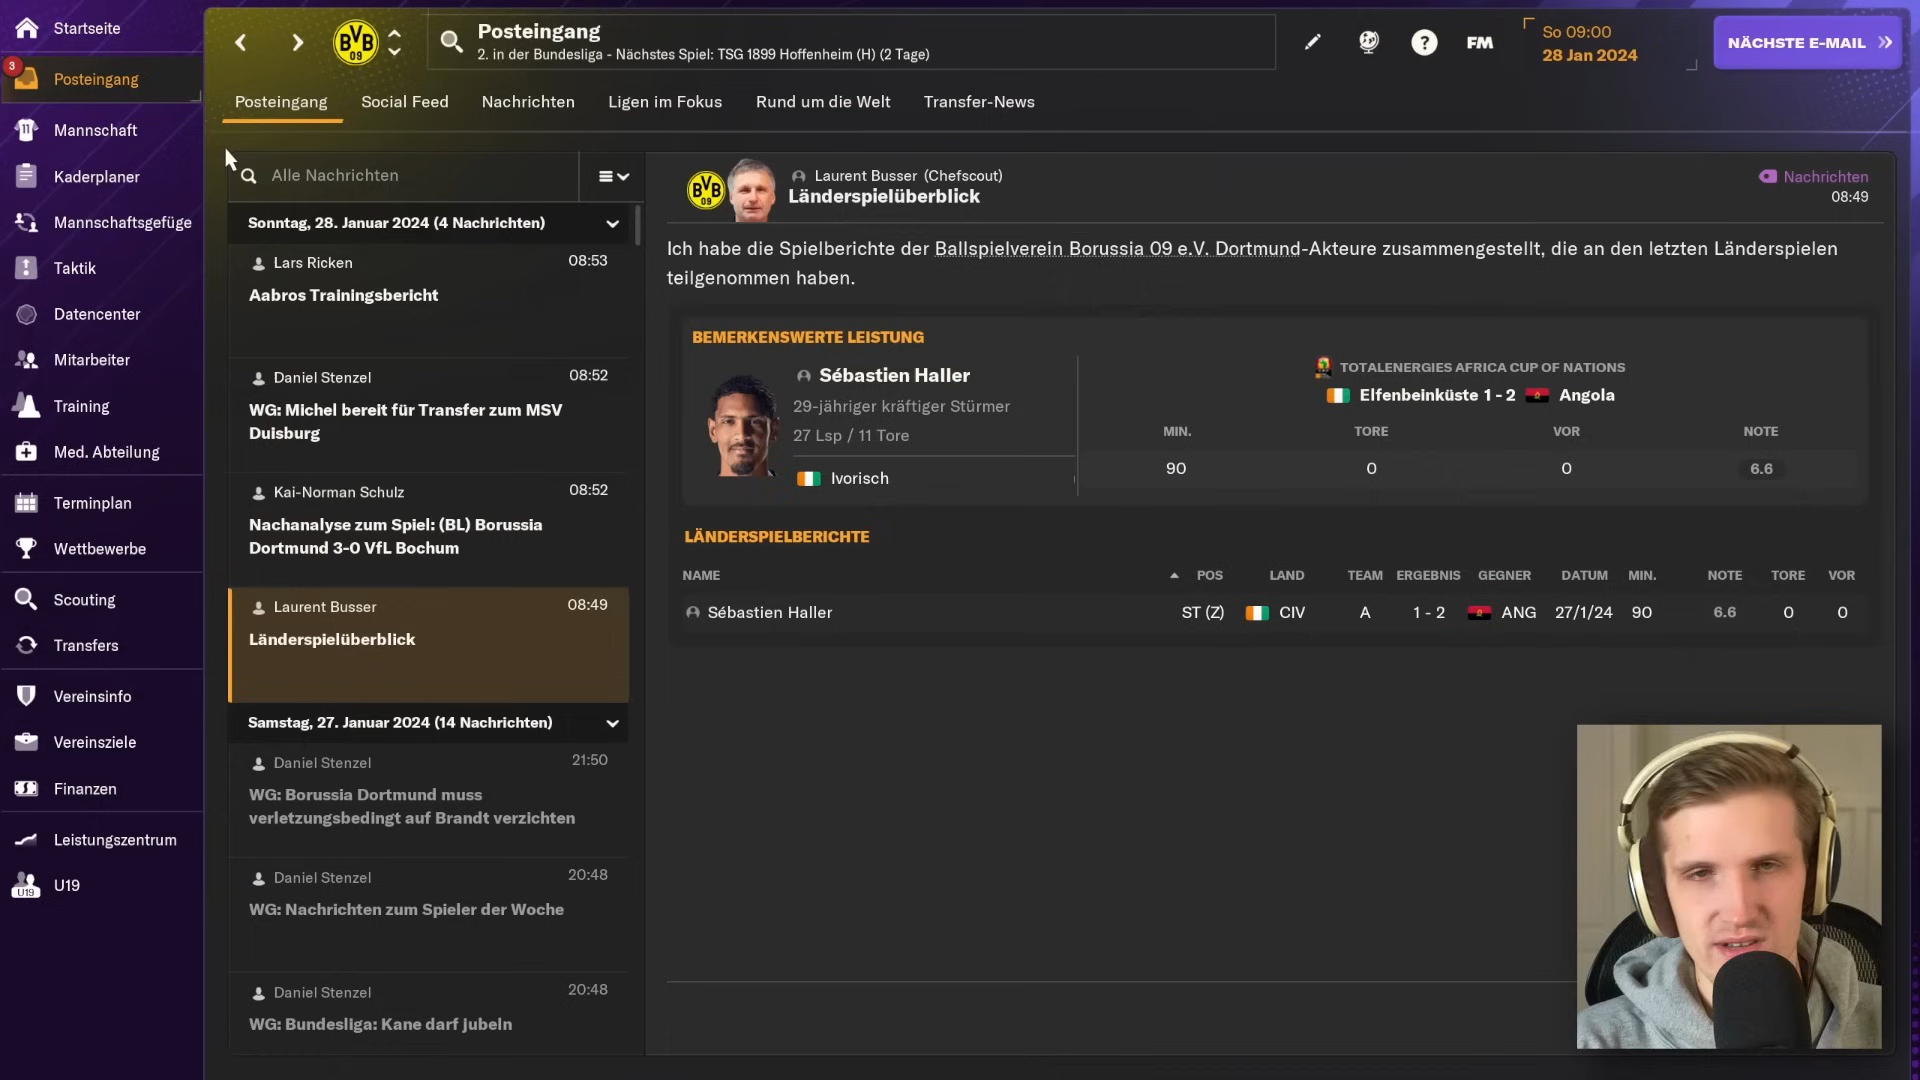 Startseite
3
Posteingang
11
Mannschaft
Kaderplaner
Mannschaftsgefüge
Taktik
Datencenter
Mitarbeiter
Training
Med. Abteilung
Terminplan
Wettbewerbe
Scouting
Transfers
Vereinsinfo
Vereinsziele
Finanzen
Leistungszentrum
U19
U19
BVB
09
Posteingang
2. in der Bundesliga - Nächstes Spiel: TSG 1899 Hoffenheim (H) (2 Tage)
?
FM
So 09:00
28 Jan 2024
NÄCHSTE E-MAIL
Posteingang
Social Feed
Nachrichten
Ligen im Fokus
Rund um die Welt
Transfer-News
Alle Nachrichten
Sonntag, 28. Januar 2024 (4 Nachrichten)
Lars Ricken 08:53
Aabros Trainingsbericht
Daniel Stenzel 08:52
WG: Michel bereit für Transfer zum MSV
Duisburg
Kai-Norman Schulz 08:52
Nachanalyse zum Spiel: (BL) Borussia
Dortmund 3-0 VfL Bochum
Laurent Busser 08:49
Länderspielüberblick
Samstag, 27. Januar 2024 (14 Nachrichten)
Daniel Stenzel 21:50
WG: Borussia Dortmund muss
verletzungsbedingt auf Brandt verzichten
Daniel Stenzel 20:48
WG: Nachrichten zum Spieler der Woche
Daniel Stenzel 20:48
WG: Bundesliga: Kane darf jubeln
BVB
09
Laurent Busser (Chefscout)
Länderspielüberblick
Nachrichten
08:49
Ich habe die Spielberichte der Ballspielverein Borussia 09 e.V. Dortmund-Akteure zusammengestellt, die an den letzten Länderspielen
teilgenommen haben.
BEMERKENSWERTE LEISTUNG
Sébastien Haller
29-jähriger kräftiger Stürmer
27 Lsp / 11 Tore
Ivorisch
TOTALENERGIES AFRICA CUP OF NATIONS
Elfenbeinküste 1 - 2 Angola
MIN. TORE VOR NOTE
90 0 0 6.6
LÄNDERSPIELBERICHTE
NAME POS LAND TEAM ERGEBNIS GEGNER DATUM MIN. NOTE TORE VOR
Sébastien Haller ST (Z) CIV A 1 - 2 ANG 27/1/24 90 6.6 0 0